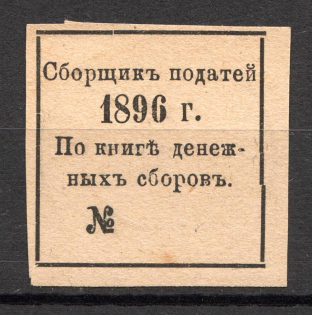 Сборщикъ податей
1896 г.
По книгѣ денеж-
ныхъ сборовъ.
№